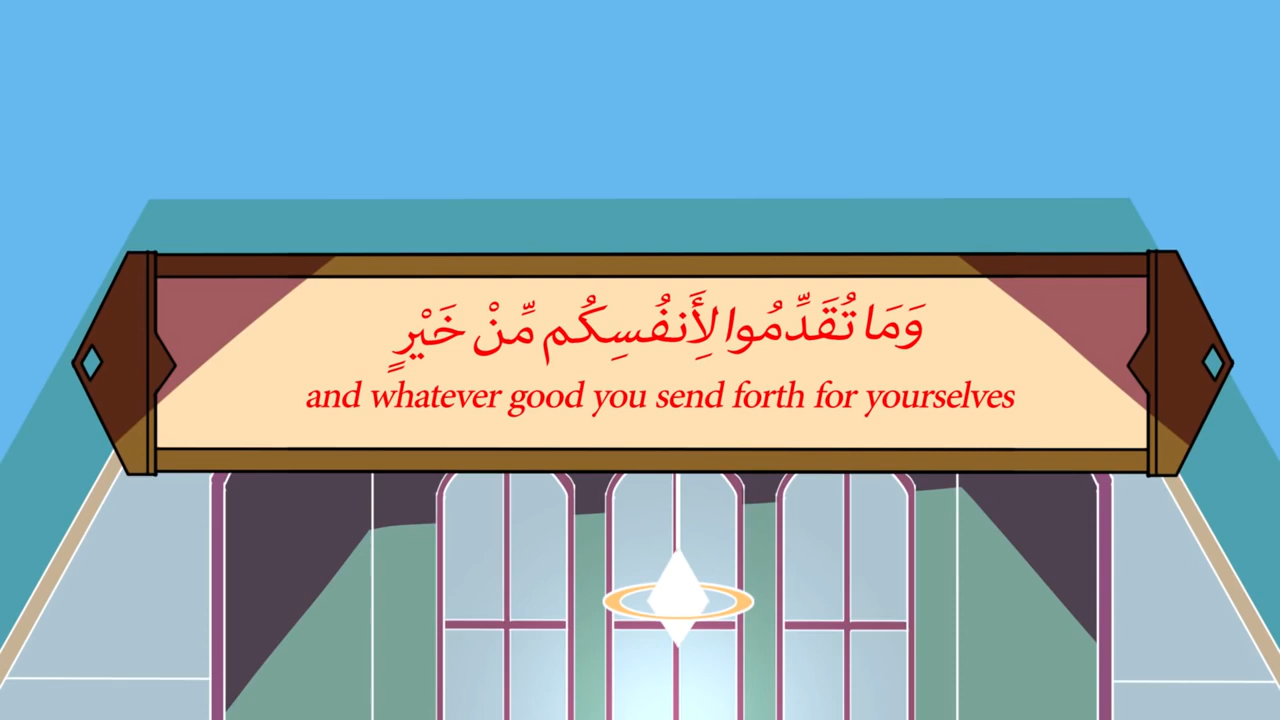 وَمَا تُقَدِّمُوا لِأَنفُسِكُم مِّنْ خَيْرٍ
and whatever good you send forth for yourselves